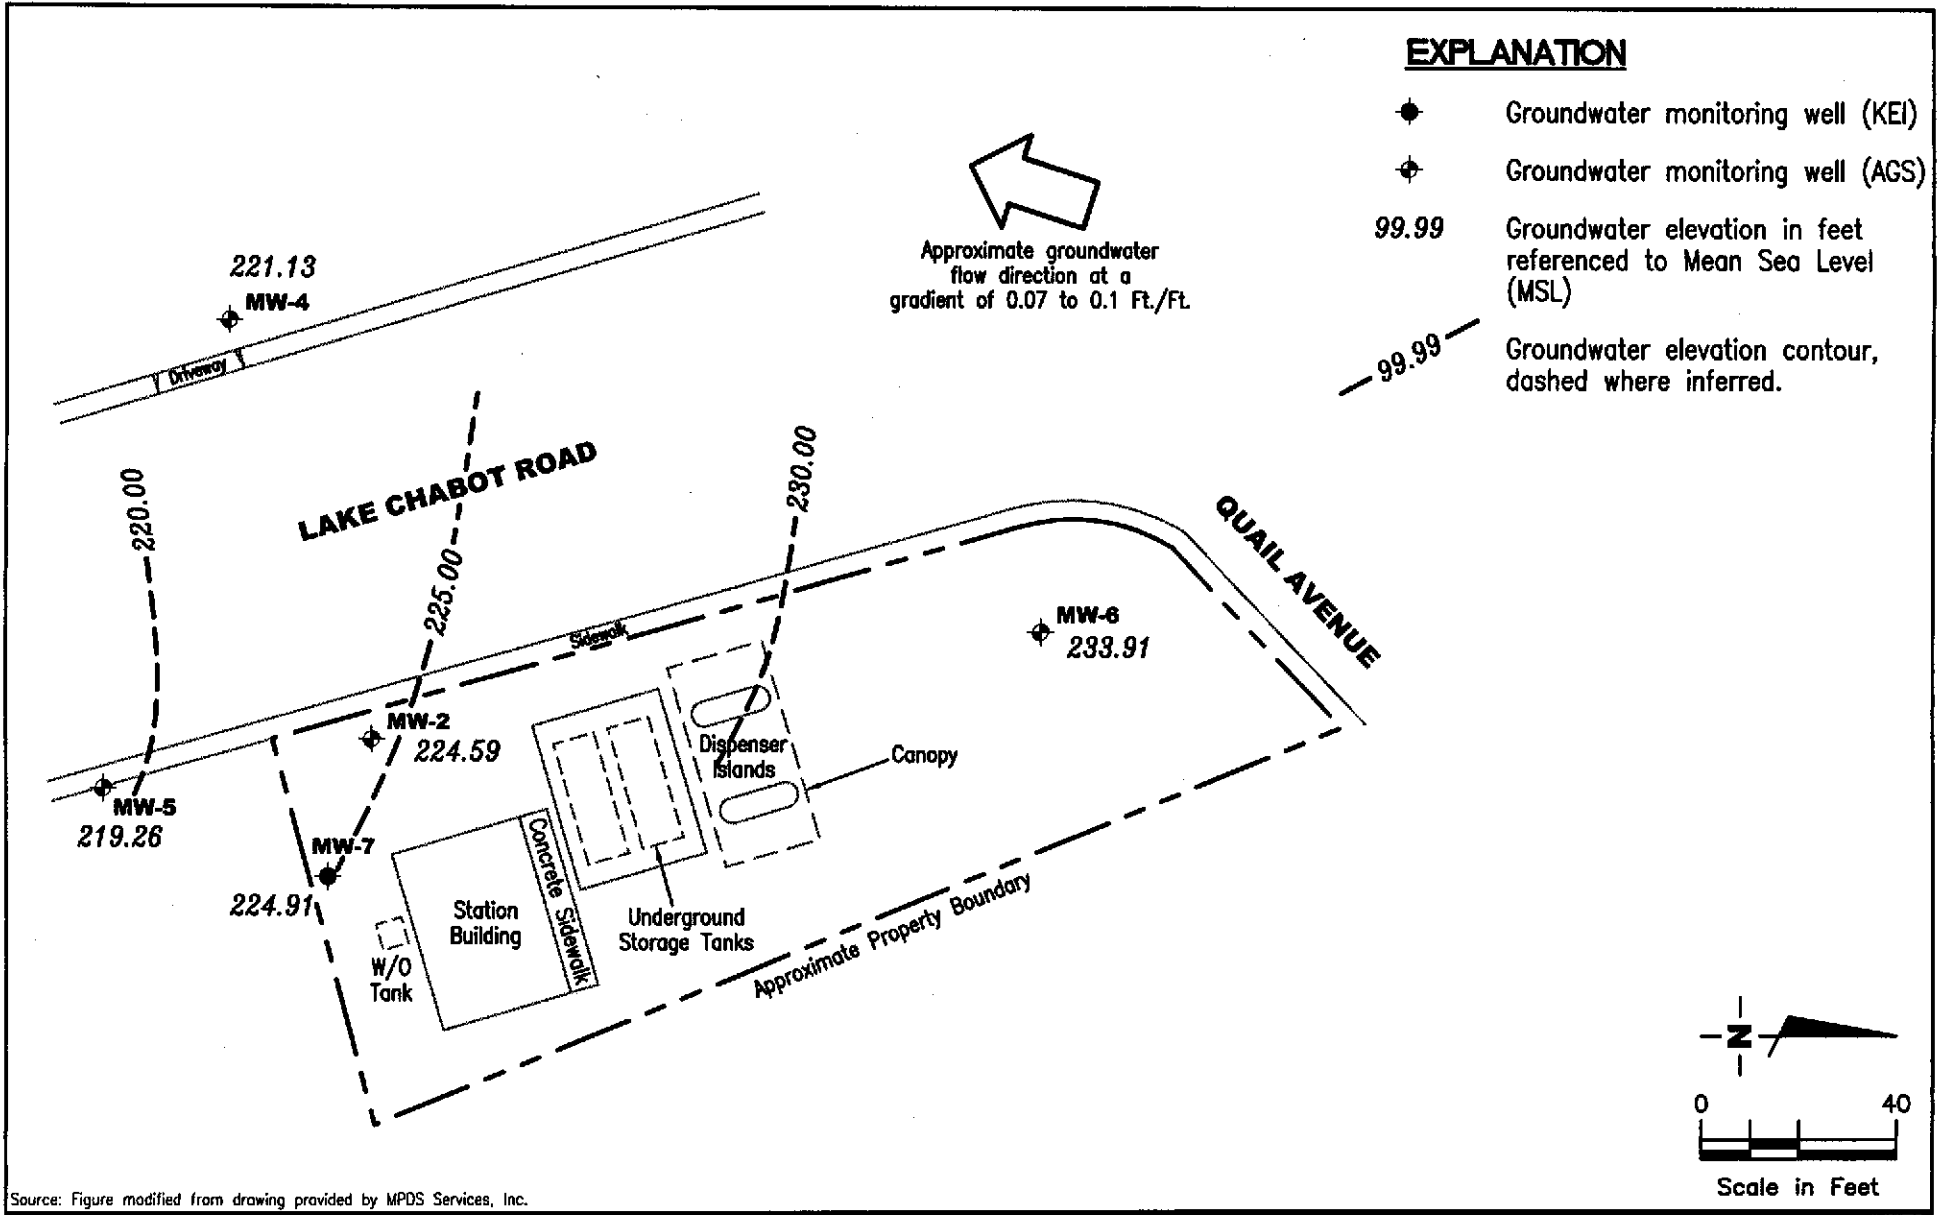 EXPLANATION
Groundwater monitoring well (KEI)
Groundwater monitoring well (AGS)
99.99
Groundwater elevation in feet
referenced to Mean Sea Level
(MSL)
99.99
Groundwater elevation contour,
dashed where inferred.
Approximate groundwater
flow direction at a
gradient of 0.07 to 0.1 Ft./Ft.
221.13
MW-4
Driveway
LAKE CHABOT ROAD
220.00
225.00
230.00
QUAIL AVENUE
Sidewalk
MW-6
233.91
MW-2
224.59
MW-5
219.26
MW-7
224.91
Dispenser
Islands
Canopy
Concrete Sidewalk
Station
Building
Underground
Storage Tanks
W/O
Tank
Approximate Property Boundary
N
0 40
Scale in Feet
Source: Figure modified from drawing provided by MPDS Services, Inc.